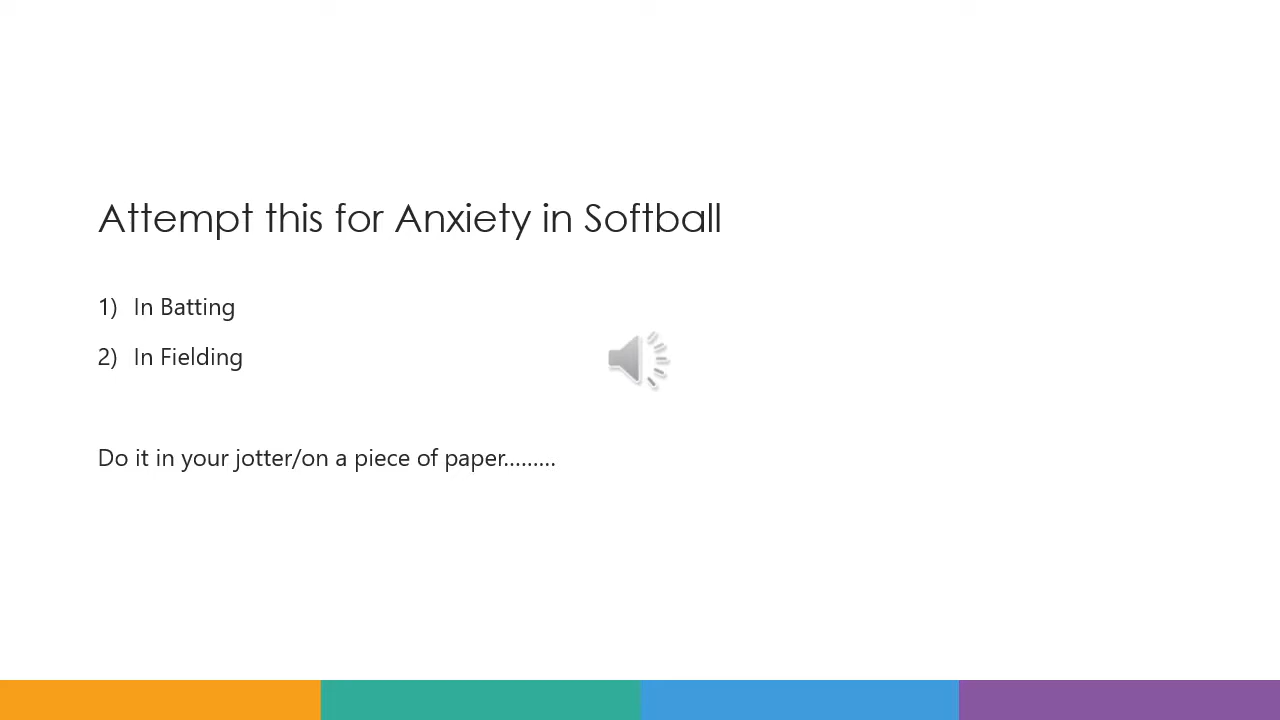 Attempt this for Anxiety in Softball
1) In Batting
2) In Fielding
Do it in your jotter/on a piece of paper.........